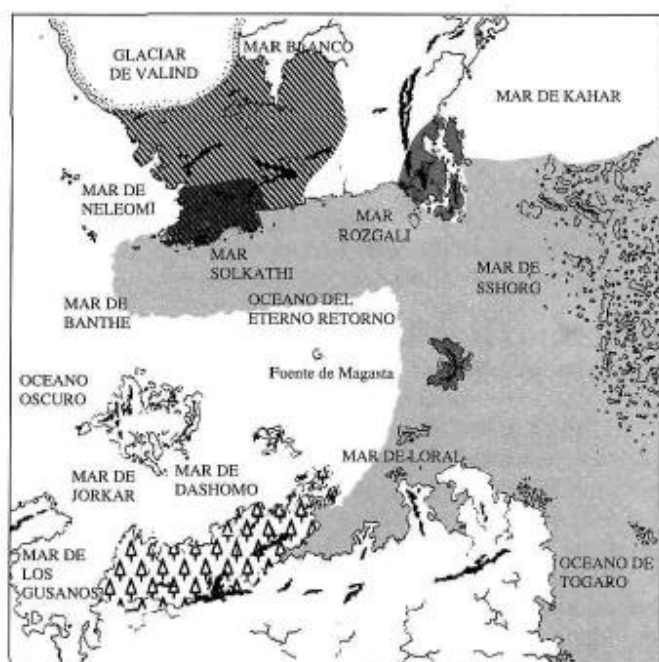 GLACIAR
DE VALIND
MAR BLANCO
MAR DE KAHAR
MAR DE
NELEOMI
MAR
ROZGALI
MAR
SOLKATHI
MAR DE
SSHORG
MAR DE
BANTHE
OCEANO DEL
ETERNO RETORNO
Fuente de Magasta
OCEANO
OSCURO
MAR DE LORAL
MAR DE
JORKAR
MAR DE
DASHOMO
MAR DE
LOS
GUSANOS
OCEANO DE
TOGARO